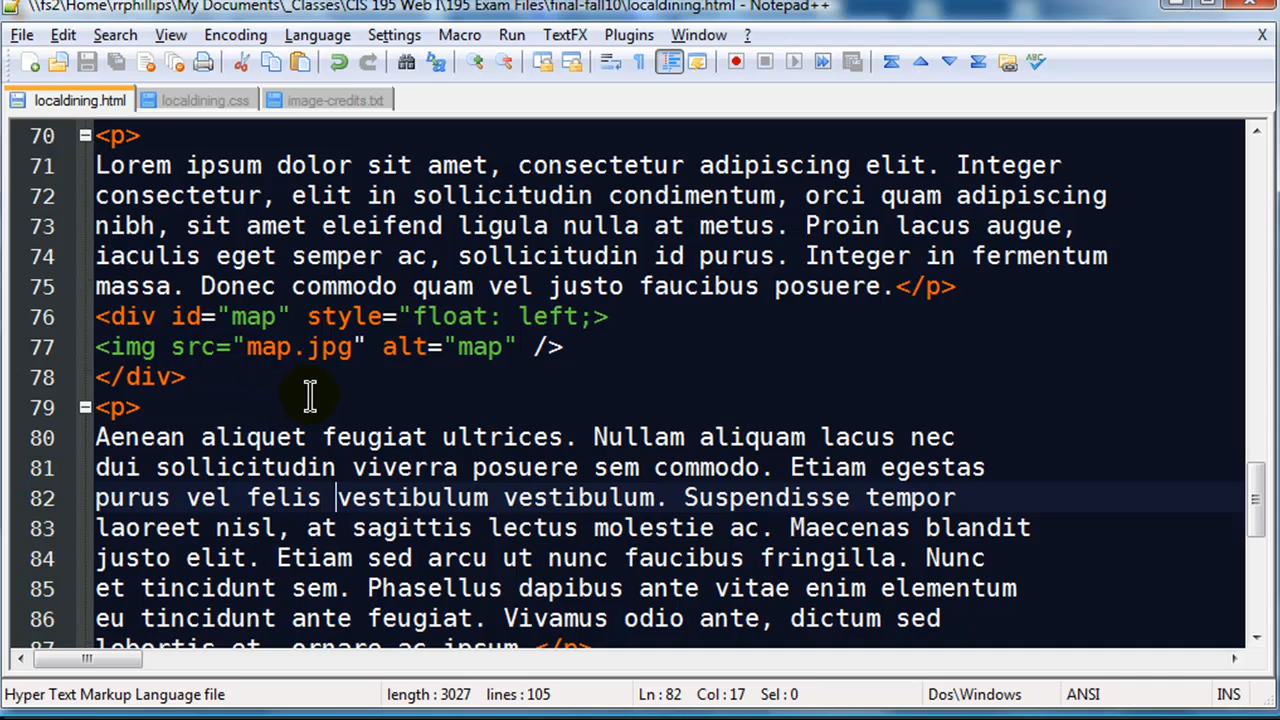 \\fs2\Home\rrphillips\My Documents\_Classes\CIS 195 Web I\195 Exam Files\final-fall10\localdining.html - Notepad++
File Edit Search View Encoding Language Settings Macro Run TextFX Plugins Window ? X
localdining.html localdining.css image-credits.txt
70 <p>
71 Lorem ipsum dolor sit amet, consectetur adipiscing elit. Integer
72 consectetur, elit in sollicitudin condimentum, orci quam adipiscing
73 nibh, sit amet eleifend ligula nulla at metus. Proin lacus augue,
74 iaculis eget semper ac, sollicitudin id purus. Integer in fermentum
75 massa. Donec commodo quam vel justo faucibus posuere.</p>
76 <div id="map" style="float: left;>
77 <img src="map.jpg" alt="map" />
78 </div>
79 <p>
80 Aenean aliquet feugiat ultrices. Nullam aliquam lacus nec
81 dui sollicitudin viverra posuere sem commodo. Etiam egestas
82 purus vel felis vestibulum vestibulum. Suspendisse tempor
83 laoreet nisl, at sagittis lectus molestie ac. Maecenas blandit
84 justo elit. Etiam sed arcu ut nunc faucibus fringilla. Nunc
85 et tincidunt sem. Phasellus dapibus ante vitae enim elementum
86 eu tincidunt ante feugiat. Vivamus odio ante, dictum sed
87 lobortis et, ornare ac ipsum.</p>
Hyper Text Markup Language file length : 3027 lines : 105 Ln : 82 Col : 17 Sel : 0 Dos\Windows ANSI INS